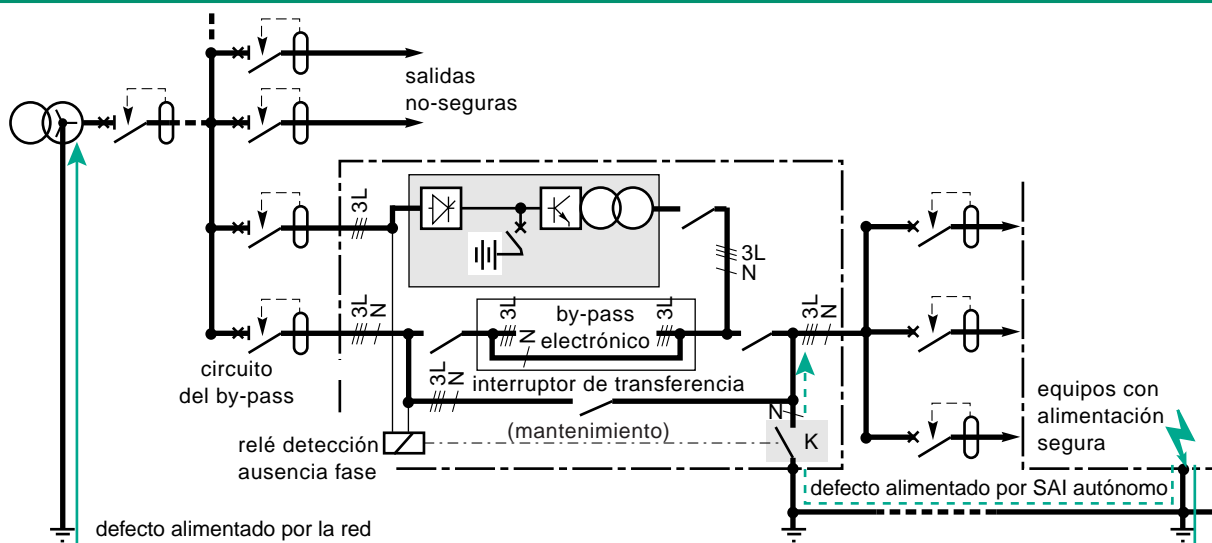 salidas
no-seguras
3L
3L
N
3L
N
3L
N
by-pass
electrónico
3L
3L
N
circuito
del by-pass
3L
N
interruptor de transferencia
(mantenimiento)
N
K
relé detección
ausencia fase
equipos con
alimentación
segura
defecto alimentado por SAI autónomo
defecto alimentado por la red